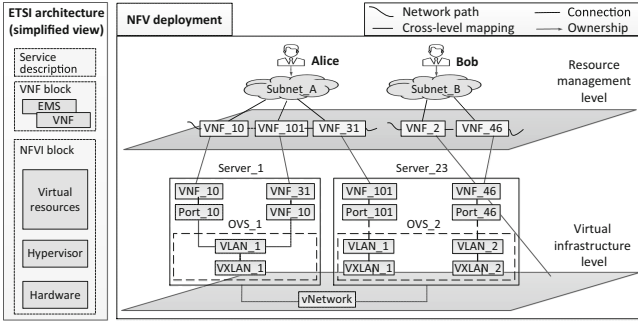 ETSI architecture
(simplified view)
Service
description
VNF block
EMS
VNF
NFVI block
Virtual
resources
Hypervisor
Hardware
NFV deployment
Network path
Connection
Cross-level mapping
Ownership
Alice
Bob
Subnet_A
Subnet_B
Resource
management
level
VNF_10
VNF_101
VNF_31
VNF_2
VNF_46
Server_1
Server_23
VNF_10
VNF_31
VNF_101
VNF_46
Port_10
VNF_10
Port_101
Port_46
OVS_1
OVS_2
VLAN_1
VLAN_1
VLAN_2
VXLAN_1
VXLAN_1
VXLAN_2
Virtual
infrastructure
level
vNetwork